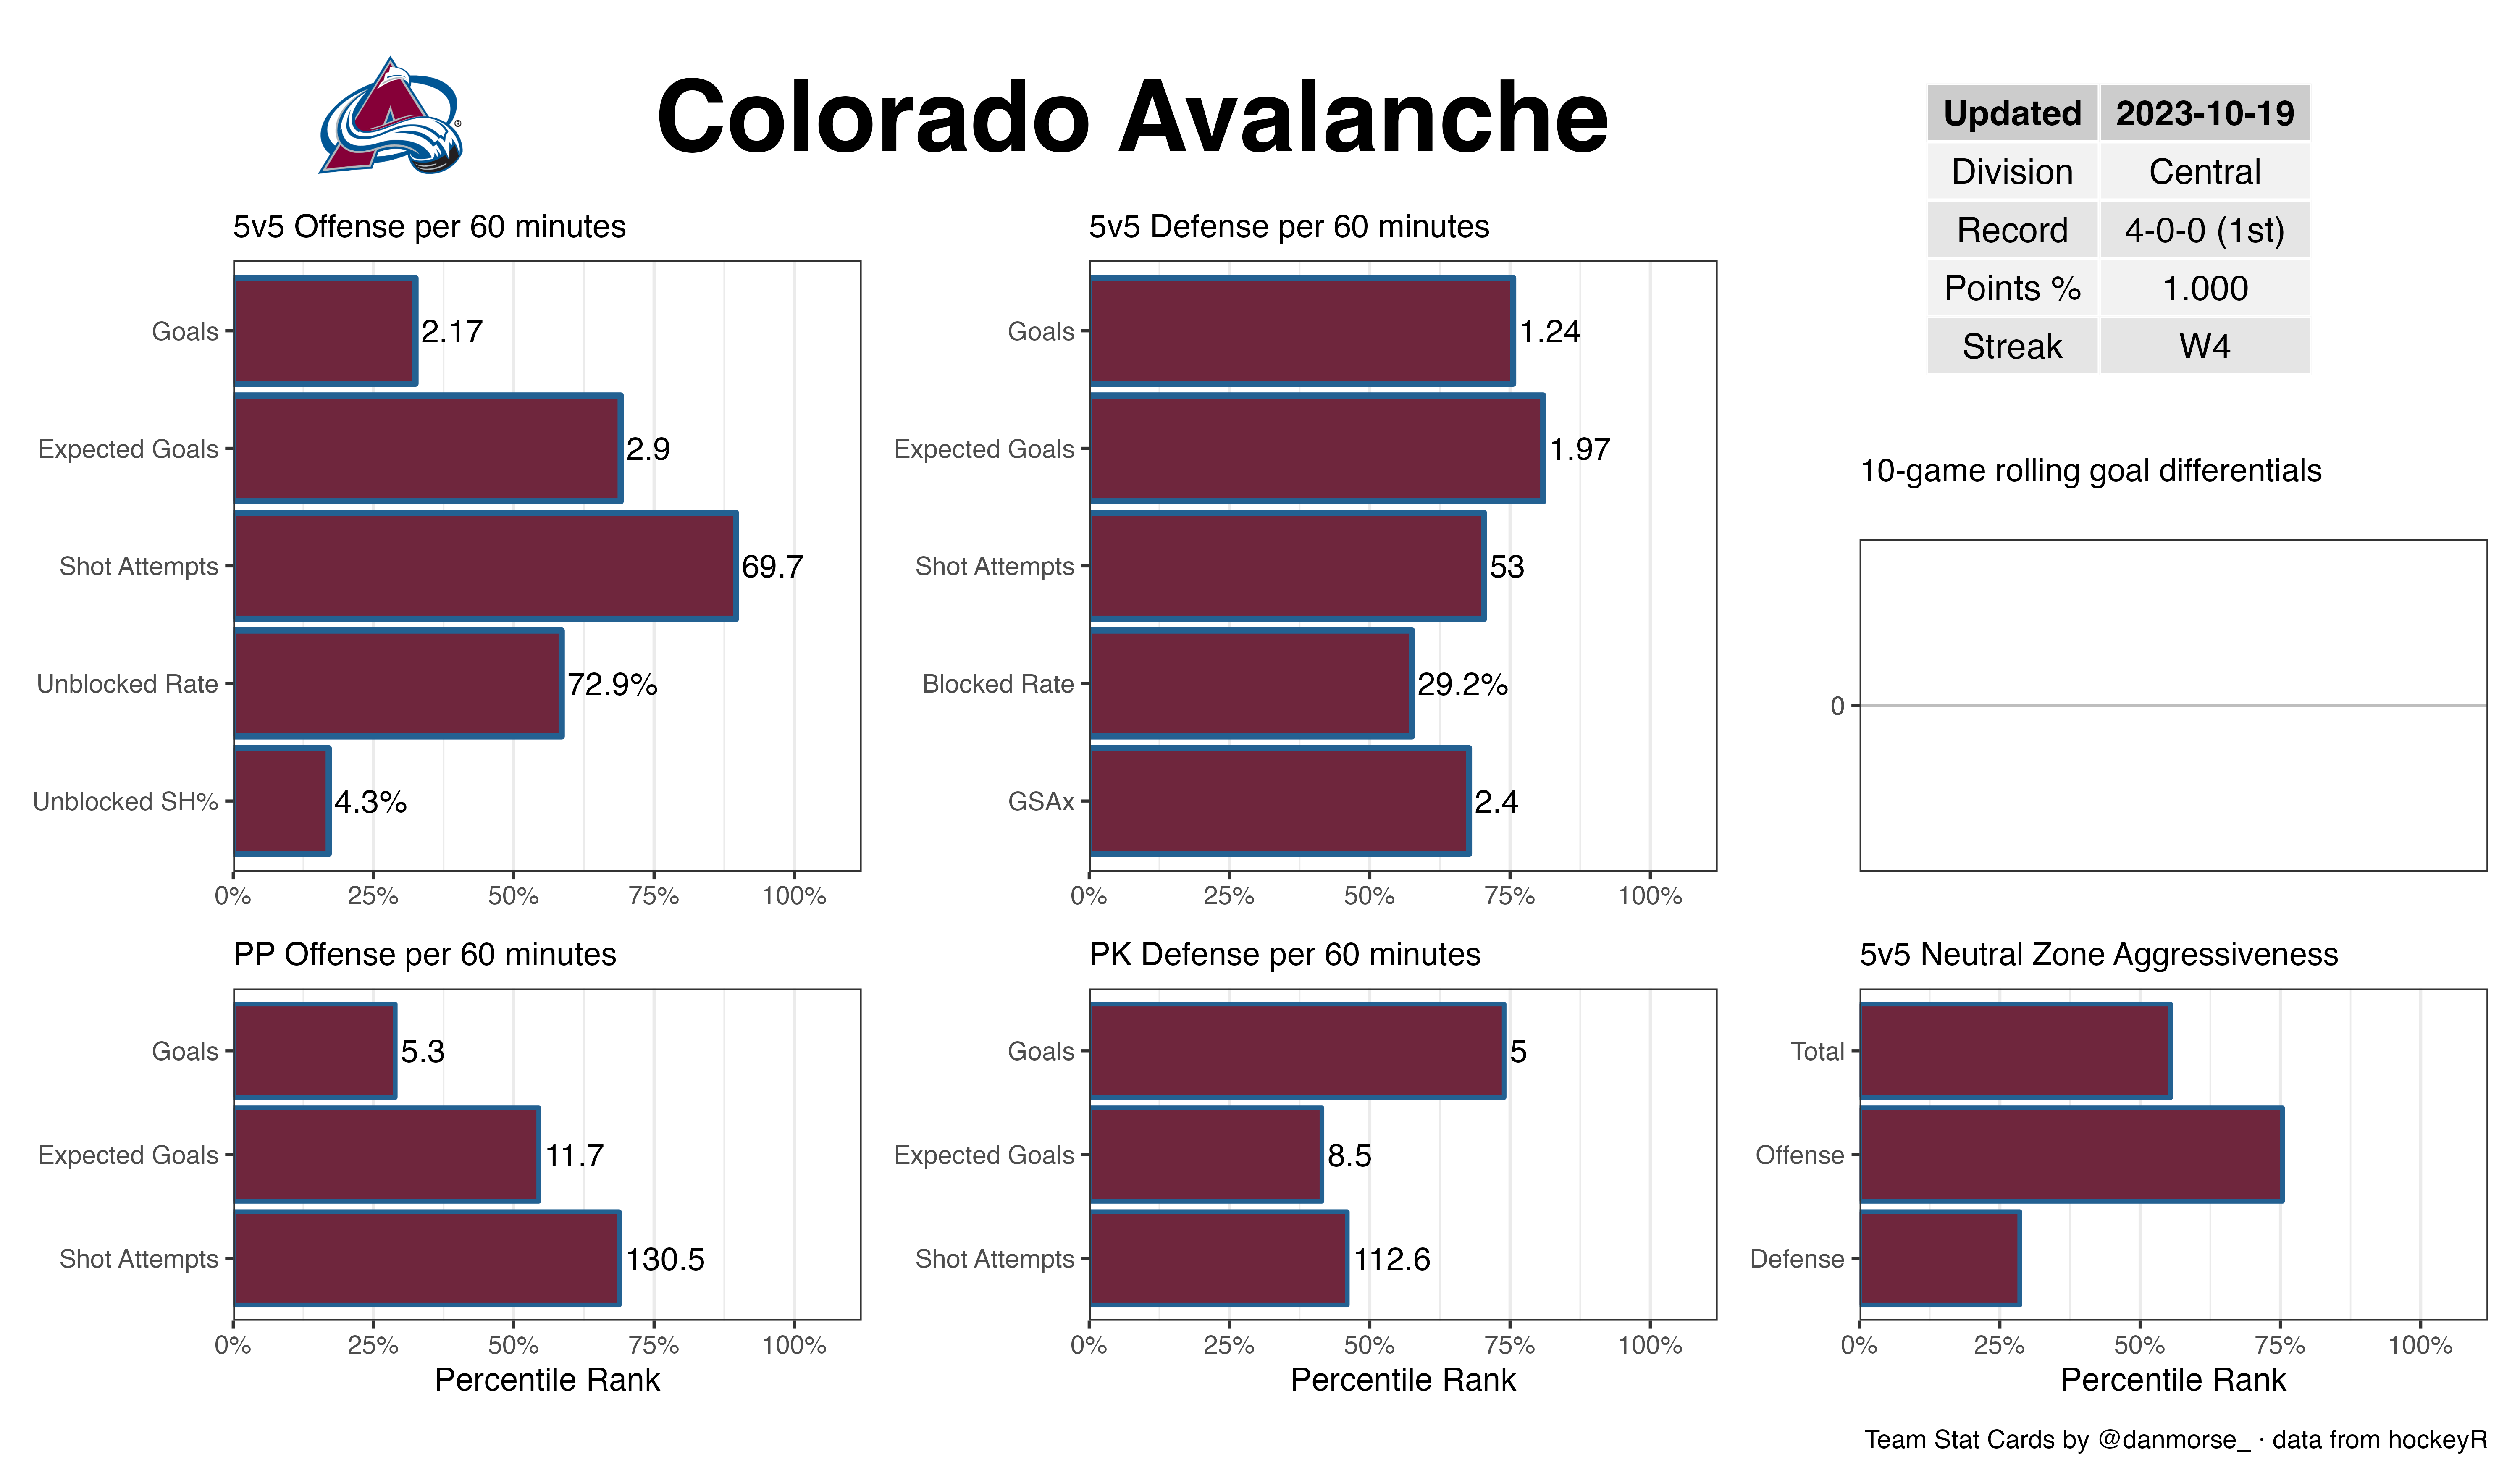 Colorado Avalanche
Updated 2023-10-19
Division Central
Record 4-0-0 (1st)
Points % 1.000
Streak W4
5v5 Offense per 60 minutes
Goals 2.17
Expected Goals 2.9
Shot Attempts 69.7
Unblocked Rate 72.9%
Unblocked SH% 4.3%
0% 25% 50% 75% 100%
5v5 Defense per 60 minutes
Goals 1.24
Expected Goals 1.97
Shot Attempts 53
Blocked Rate 29.2%
GSAx 2.4
0% 25% 50% 75% 100%
10-game rolling goal differentials
0
PP Offense per 60 minutes
Goals 5.3
Expected Goals 11.7
Shot Attempts 130.5
0% 25% 50% 75% 100%
Percentile Rank
PK Defense per 60 minutes
Goals 5
Expected Goals 8.5
Shot Attempts 112.6
0% 25% 50% 75% 100%
Percentile Rank
5v5 Neutral Zone Aggressiveness
Total
Offense
Defense
0% 25% 50% 75% 100%
Percentile Rank
Team Stat Cards by @danmorse_ · data from hockeyR